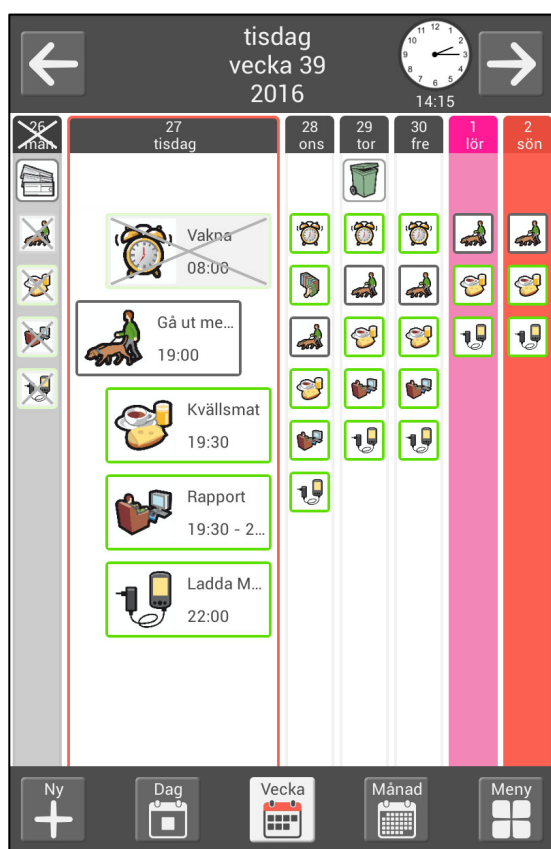 tisdag
vecka 39
2016
14:15
26
mån
27
tisdag
28
ons
29
tor
30
fre
1
lör
2
sön
Vakna
08:00
Gå ut me...
19:00
Kvällsmat
19:30
Rapport
19:30 - 2...
Ladda M...
22:00
Ny
Dag
Vecka
Månad
Meny